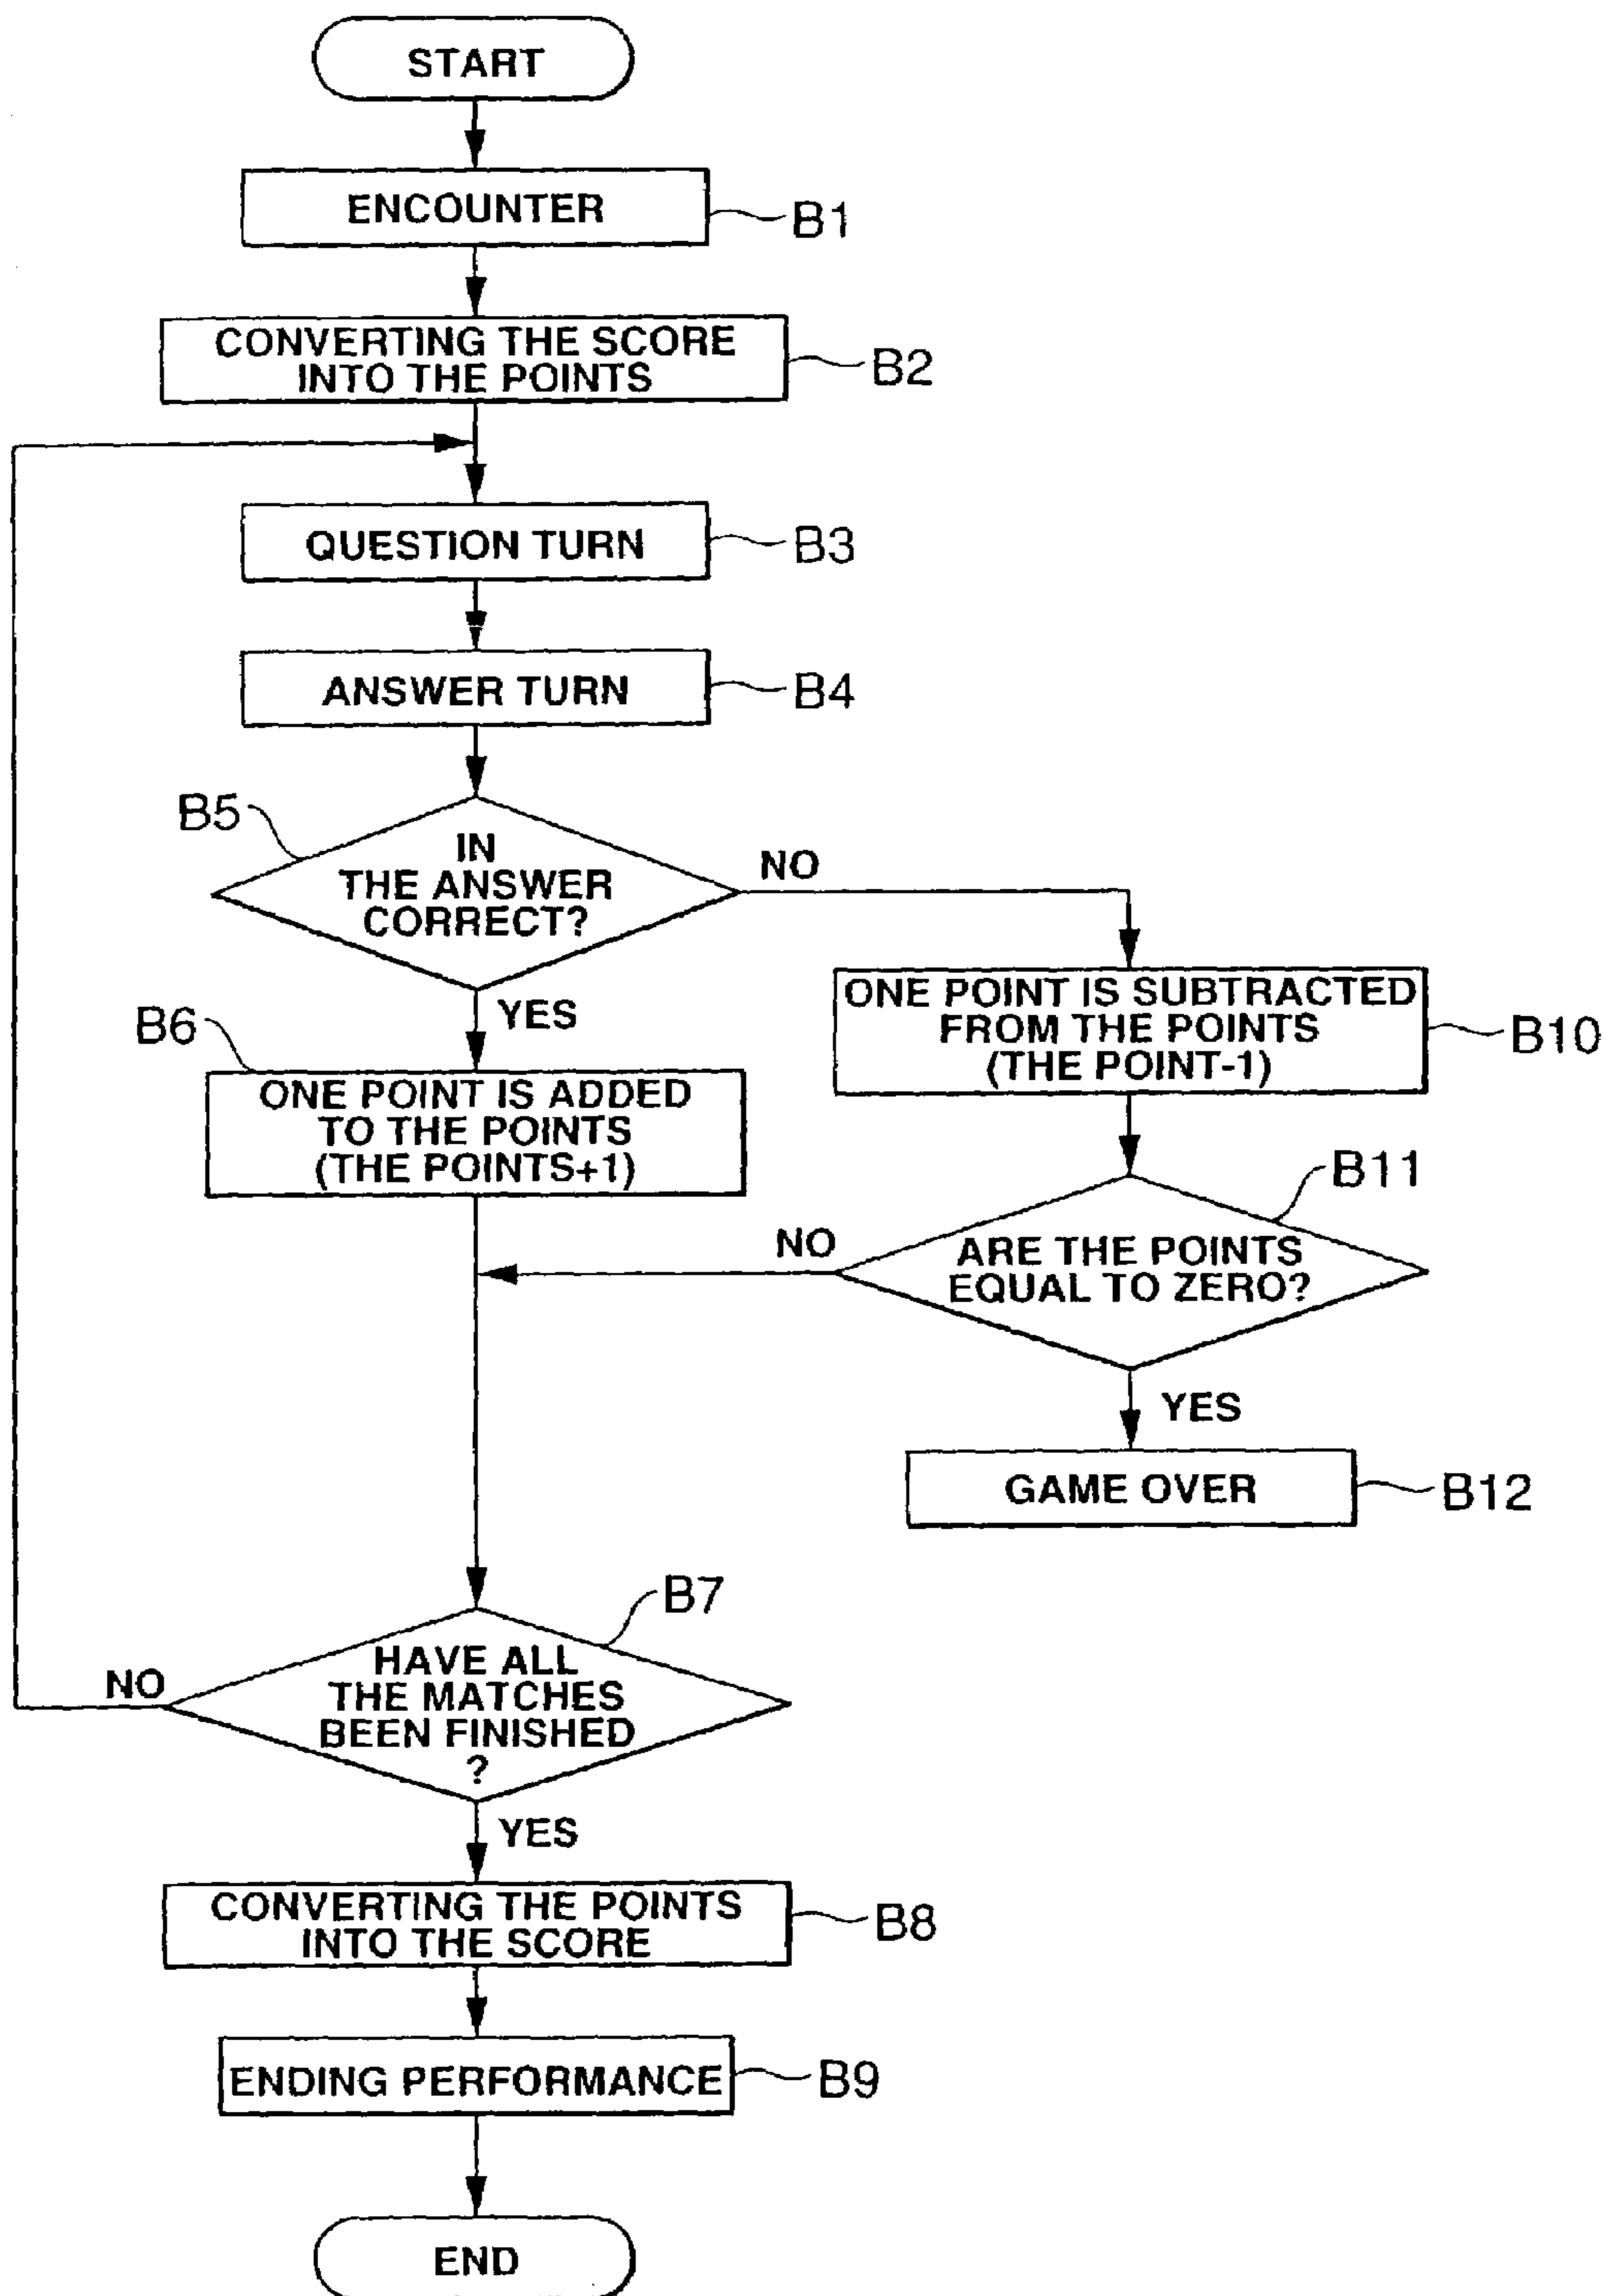 START
ENCOUNTER
B1
CONVERTING THE SCORE
INTO THE POINTS
B2
QUESTION TURN
B3
ANSWER TURN
B4
B5
IN
THE ANSWER
CORRECT?
NO
YES
B6
ONE POINT IS ADDED
TO THE POINTS
(THE POINTS+1)
ONE POINT IS SUBTRACTED
FROM THE POINTS
(THE POINT-1)
B10
B11
ARE THE POINTS
EQUAL TO ZERO?
NO
YES
GAME OVER
B12
B7
HAVE ALL
THE MATCHES
BEEN FINISHED
?
NO
YES
CONVERTING THE POINTS
INTO THE SCORE
B8
ENDING PERFORMANCE
B9
END